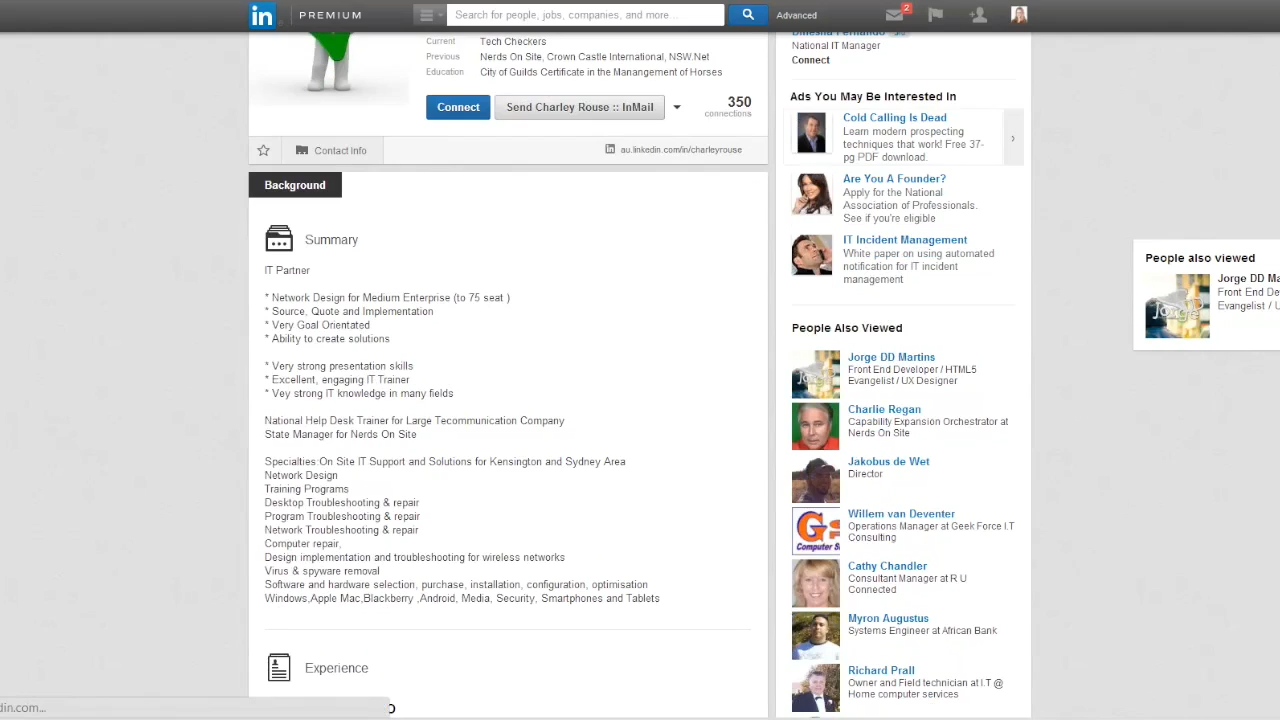 in PREMIUM Search for people, jobs, companies, and more... Advanced 2
Current Tech Checkers
Previous Nerds On Site, Crown Castle International, NSW.Net
Education City of Guilds Certificate in the Manangement of Horses
Connect Send Charley Rouse :: InMail 350
connections
Contact Info au.linkedin.com/in/charleyrouse
Background
Summary
IT Partner
* Network Design for Medium Enterprise (to 75 seat )
* Source, Quote and Implementation
* Very Goal Orientated
* Ability to create solutions
* Very strong presentation skills
* Excellent, engaging IT Trainer
* Vey strong IT knowledge in many fields
National Help Desk Trainer for Large Tecommunication Company
State Manager for Nerds On Site
Specialties On Site IT Support and Solutions for Kensington and Sydney Area
Network Design
Training Programs
Desktop Troubleshooting & repair
Program Troubleshooting & repair
Network Troubleshooting & repair
Computer repair,
Design implementation and troubleshooting for wireless networks
Virus & spyware removal
Software and hardware selection, purchase, installation, configuration, optimisation
Windows,Apple Mac,Blackberry ,Android, Media, Security, Smartphones and Tablets
Experience
din.com...
Dinesha Fernando
National IT Manager
Connect
Ads You May Be Interested In
Cold Calling Is Dead
Learn modern prospecting
techniques that work! Free 37-
pg PDF download.
Are You A Founder?
Apply for the National
Association of Professionals.
See if you're eligible
IT Incident Management
White paper on using automated
notification for IT incident
management
People Also Viewed
Jorge DD Martins
Front End Developer / HTML5
Evangelist / UX Designer
Charlie Regan
Capability Expansion Orchestrator at
Nerds On Site
Jakobus de Wet
Director
Willem van Deventer
Operations Manager at Geek Force I.T
Consulting
Computer S
Cathy Chandler
Consultant Manager at R U
Connected
Myron Augustus
Systems Engineer at African Bank
Richard Prall
Owner and Field technician at I.T @
Home computer services
People also viewed
Jorge DD Ma
Front End De
Evangelist / U
Jorge